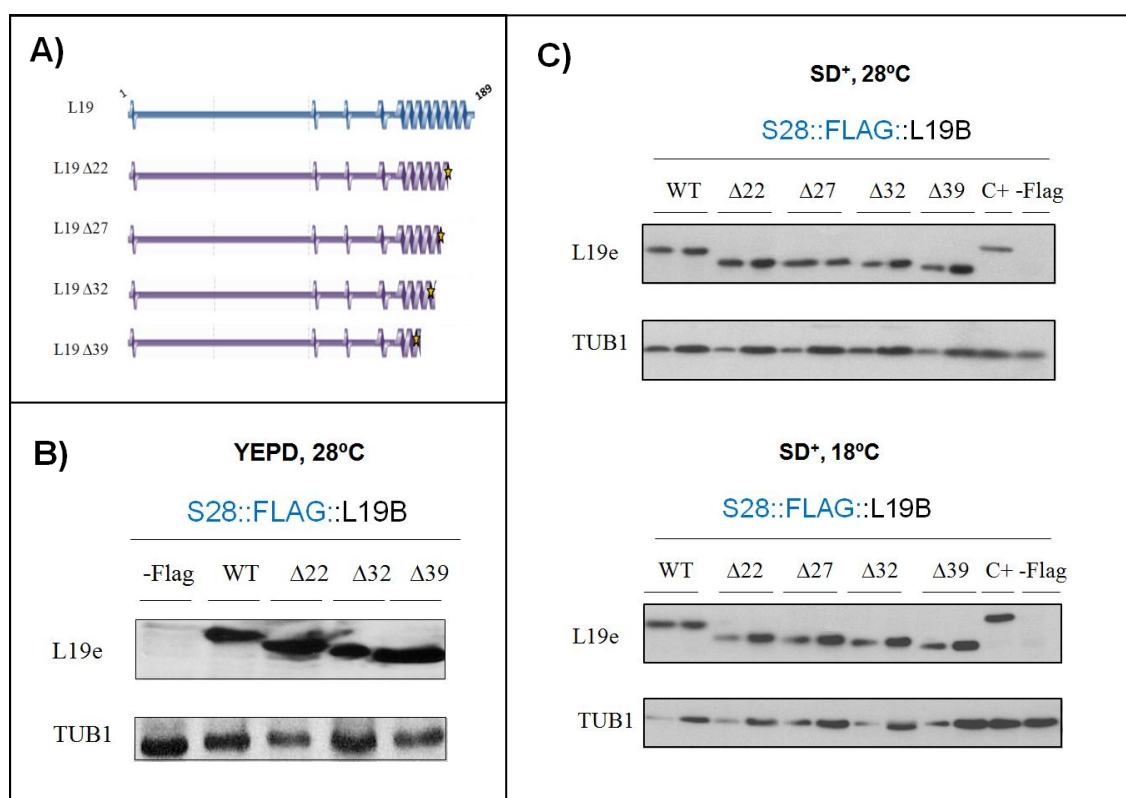 A)
1
189
L19
L19 Δ22
L19 Δ27
L19 Δ32
L19 Δ39
B)
YEPD, 28ºC
S28::FLAG::L19B
-Flag WT Δ22 Δ32 Δ39
L19e
TUB1
C)
SD⁺, 28ºC
S28::FLAG::L19B
WT Δ22 Δ27 Δ32 Δ39 C+ -Flag
L19e
TUB1
SD⁺, 18ºC
S28::FLAG::L19B
WT Δ22 Δ27 Δ32 Δ39 C+ -Flag
L19e
TUB1